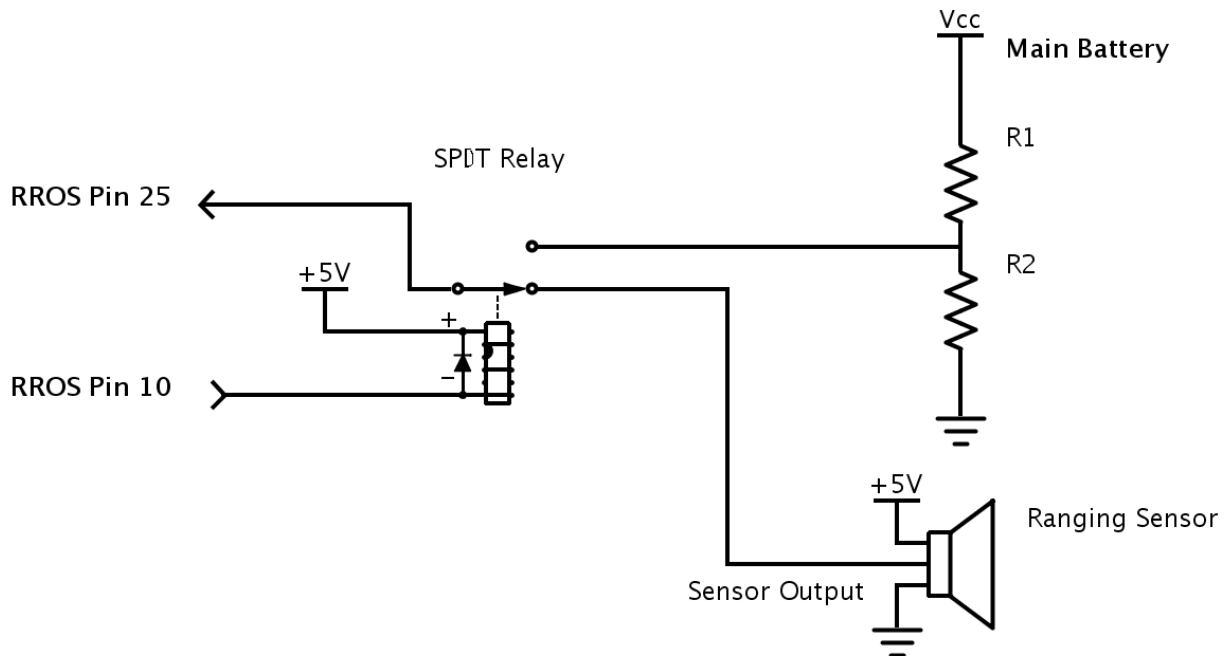 Vcc
Main Battery
R1
SPDT Relay
RROS Pin 25
R2
+5V
+
−
RROS Pin 10
+5V
Ranging Sensor
Sensor Output